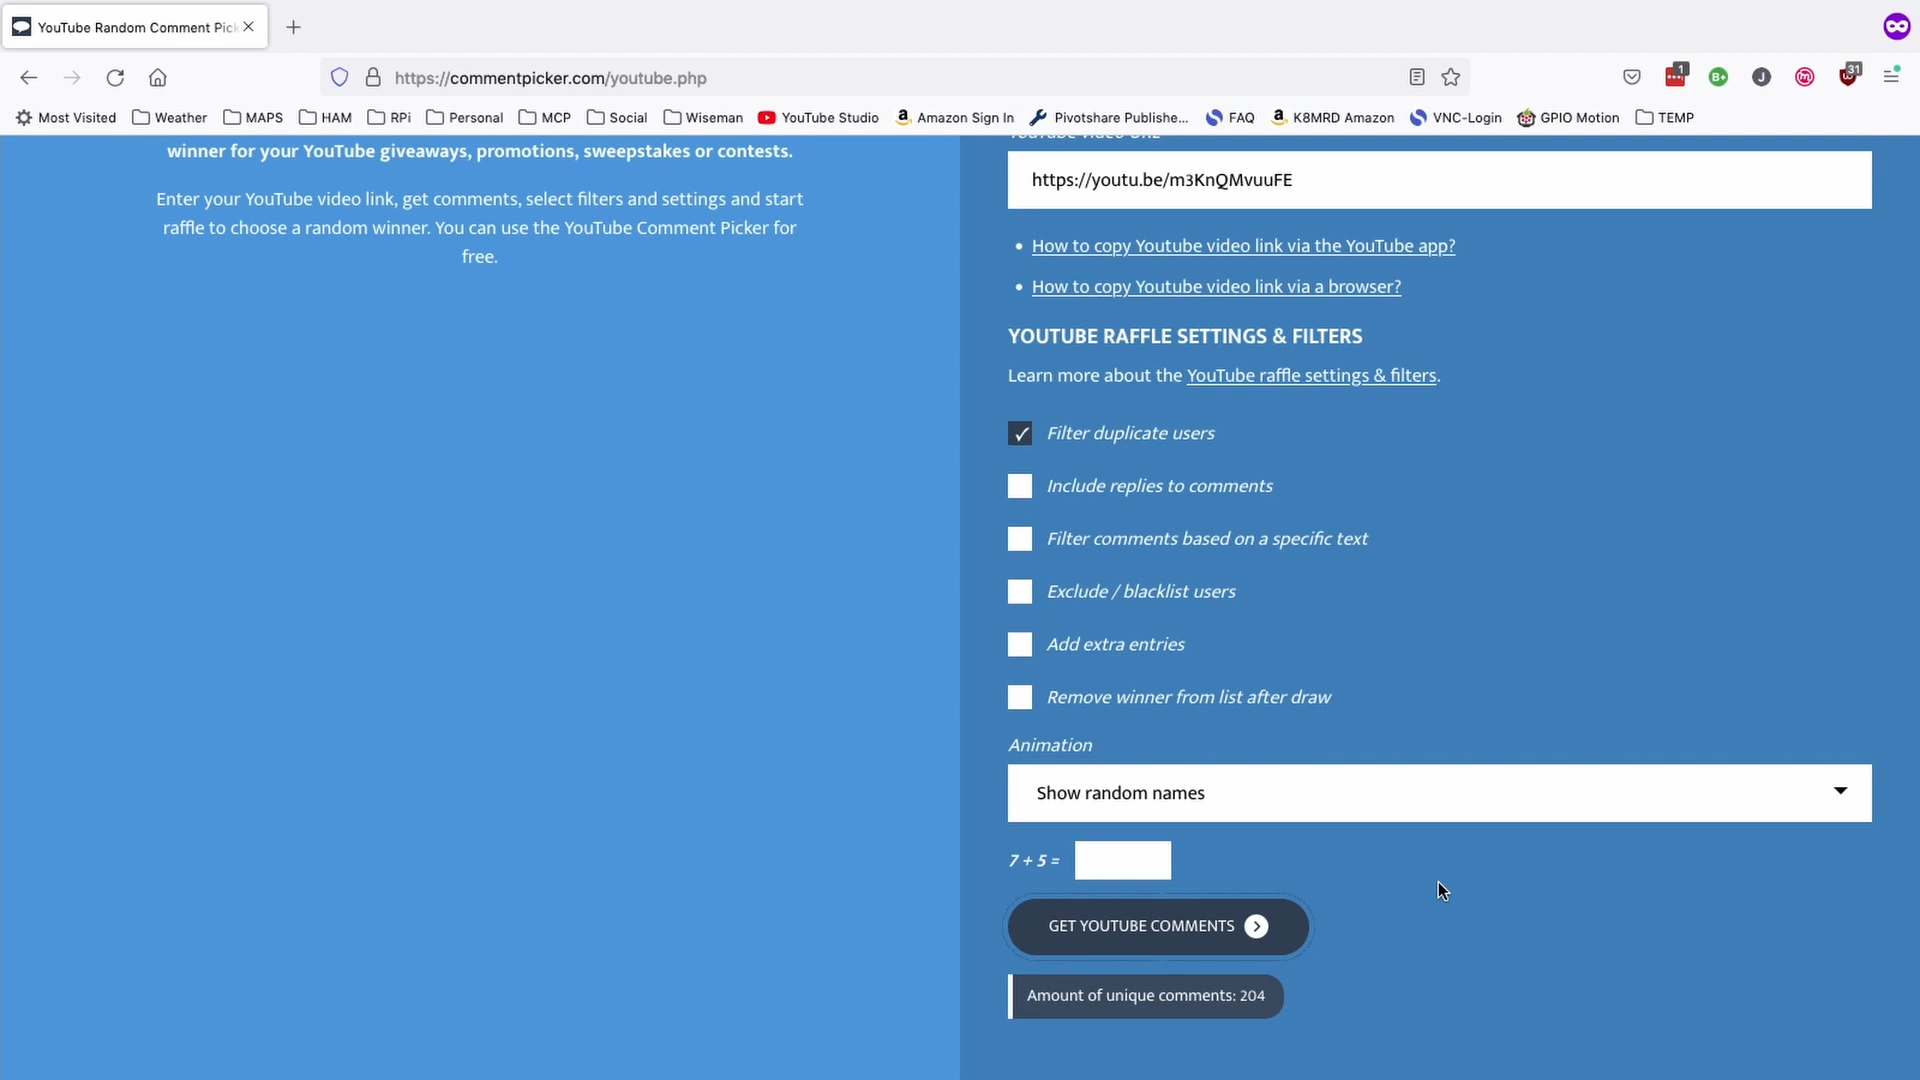 YouTube Random Comment Pick
https://commentpicker.com/youtube.php
1
B+
J
31
Most Visited
Weather
MAPS
HAM
RPi
Personal
MCP
Social
Wiseman
YouTube Studio
Amazon Sign In
Pivotshare Publishe...
FAQ
K8MRD Amazon
VNC-Login
GPIO Motion
TEMP
winner for your YouTube giveaways, promotions, sweepstakes or contests.
Enter your YouTube video link, get comments, select filters and settings and start
raffle to choose a random winner. You can use the YouTube Comment Picker for
free.
YouTube Video URL
https://youtu.be/m3KnQMvuuFE
How to copy Youtube video link via the YouTube app?
How to copy Youtube video link via a browser?
YOUTUBE RAFFLE SETTINGS & FILTERS
Learn more about the YouTube raffle settings & filters.
Filter duplicate users
Include replies to comments
Filter comments based on a specific text
Exclude / blacklist users
Add extra entries
Remove winner from list after draw
Animation
Show random names
7 + 5 =
GET YOUTUBE COMMENTS
Amount of unique comments: 204